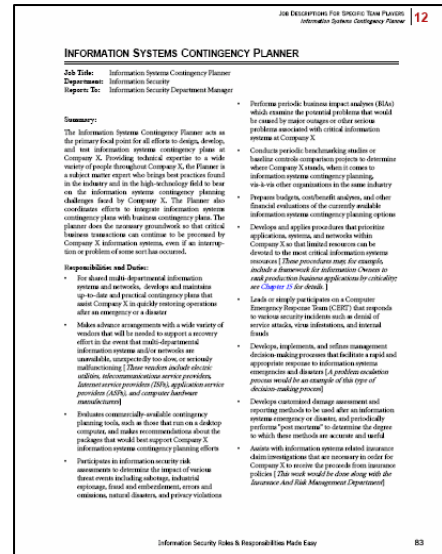 JOB DESCRIPTIONS FOR SPECIFIC TEAM PLAYERS
Information Systems Contingency Planner
12
INFORMATION SYSTEMS CONTINGENCY PLANNER
Job Title: Information Systems Contingency Planner
Department: Information Security
Reports To: Information Security Department Manager
Summary:
The Information Systems Contingency Planner acts as
the primary focal point for all efforts to design, develop,
and test information systems contingency plans at
Company X. Providing technical expertise to a wide
variety of people throughout Company X, the Planner is
a subject matter expert who brings best practices found
in the industry and in the high-technology field to bear
on the information systems contingency planning
challenges faced by Company X. The Planner also
coordinates efforts to integrate information systems
contingency plans with business contingency plans. The
planner does the necessary groundwork so that critical
business transactions can continue to be processed by
Company X information systems, even if an interrup-
tion or problem of some sort has occurred.
Responsibilities and Duties:
• For shared multi-departmental information
systems and networks, develops and maintains
up-to-date and practical contingency plans that
assist Company X in quickly restoring operations
after an emergency or a disaster
• Makes advance arrangements with a wide variety of
vendors that will be needed to support a recovery
effort in the event that multi-departmental
information systems and/or networks are
unavailable, unexpectedly too slow, or seriously
malfunctioning [These vendors include electric
utilities, telecommunications service providers,
Internet service providers (ISPs), application service
providers (ASPs), and computer hardware
manufacturers]
• Evaluates commercially-available contingency
planning tools, such as those that run on a desktop
computer, and makes recommendations about the
packages that would best support Company X
information systems contingency planning efforts
• Participates in information security risk
assessments to determine the impact of various
threat events including sabotage, industrial
espionage, fraud and embezzlement, errors and
omissions, natural disasters, and privacy violations
• Performs periodic business impact analyses (BIAs)
which examine the potential problems that would
be caused by major outages or other serious
problems associated with critical information
systems at Company X
• Conducts periodic benchmarking studies or
baseline controls comparison projects to determine
where Company X stands, when it comes to
information systems contingency planning,
vis-à-vis other organizations in the same industry
• Prepares budgets, cost/benefit analyses, and other
financial evaluations of the currently available
information systems contingency planning options
• Develops and applies procedures that prioritize
applications, systems, and networks within
Company X so that limited resources can be
devoted to the most critical information systems
resources [These procedures may, for example,
include a framework for information Owners to
rank production business applications by criticality;
see Chapter 15 for details. ]
• Leads or simply participates on a Computer
Emergency Response Team (CERT) that responds
to various security incidents such as denial of
service attacks, virus infestations, and internal
frauds
• Develops, implements, and refines management
decision-making processes that facilitate a rapid and
appropriate response to information systems
emergencies and disasters [A problem escalation
process would be an example of this type of
decision-making process]
• Develops customized damage assessment and
reporting methods to be used after an information
systems emergency or disaster, and periodically
performs "post mortems" to determine the degree
to which these methods are accurate and useful
• Assists with information systems related insurance
claim investigations that are necessary in order for
Company X to receive the proceeds from insurance
policies [This work would be done along with the
Insurance And Risk Management Department]
Information Security Roles & Responsibilities Made Easy
83